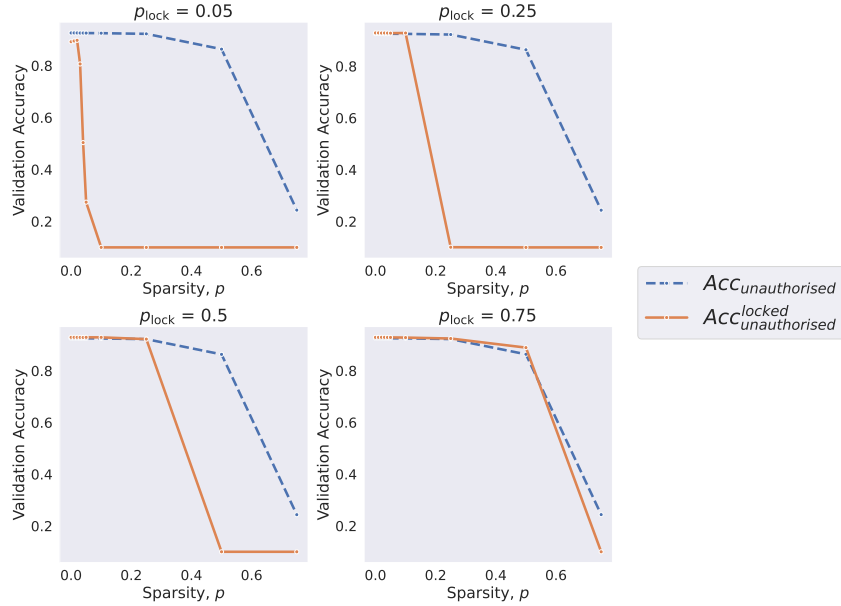 p_lock = 0.05
Validation Accuracy
0.8
0.6
0.4
0.2
0.0 0.2 0.4 0.6
Sparsity, p
p_lock = 0.25
Validation Accuracy
0.8
0.6
0.4
0.2
0.0 0.2 0.4 0.6
Sparsity, p
p_lock = 0.5
Validation Accuracy
0.8
0.6
0.4
0.2
0.0 0.2 0.4 0.6
Sparsity, p
p_lock = 0.75
Validation Accuracy
0.8
0.6
0.4
0.2
0.0 0.2 0.4 0.6
Sparsity, p
Acc_unauthorised
Acc^locked_unauthorised